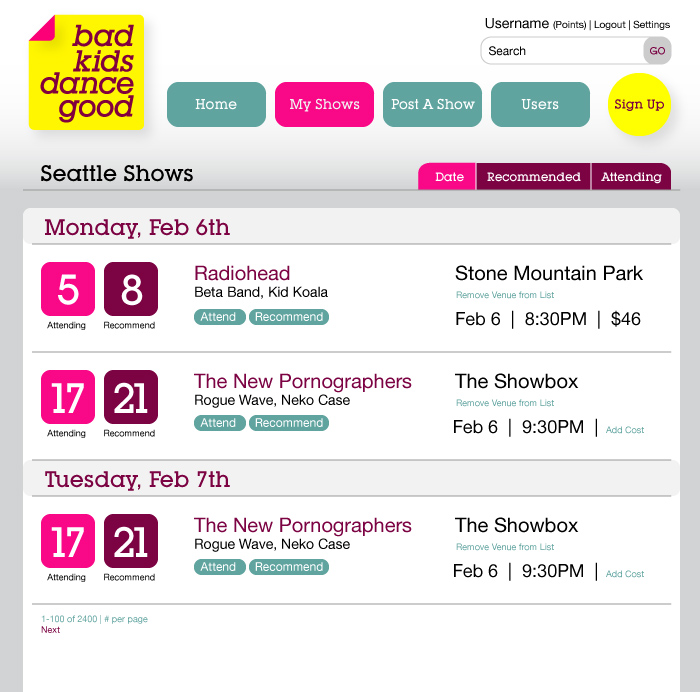 bad
kids
dance
good
Username (Points) | Logout | Settings
Search GO
Home My Shows Post A Show Users Sign Up
Seattle Shows
Date Recommended Attending
Monday, Feb 6th
5 8
Attending Recommend
Radiohead
Beta Band, Kid Koala
Attend Recommend
Stone Mountain Park
Remove Venue from List
Feb 6 | 8:30PM | $46
17 21
Attending Recommend
The New Pornographers
Rogue Wave, Neko Case
Attend Recommend
The Showbox
Remove Venue from List
Feb 6 | 9:30PM | Add Cost
Tuesday, Feb 7th
17 21
Attending Recommend
The New Pornographers
Rogue Wave, Neko Case
Attend Recommend
The Showbox
Remove Venue from List
Feb 6 | 9:30PM | Add Cost
1-100 of 2400 | # per page
Next